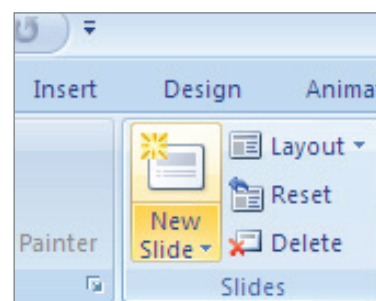 Insert Design Anima
Layout
New Slide
Reset
Painter
Delete
Slides